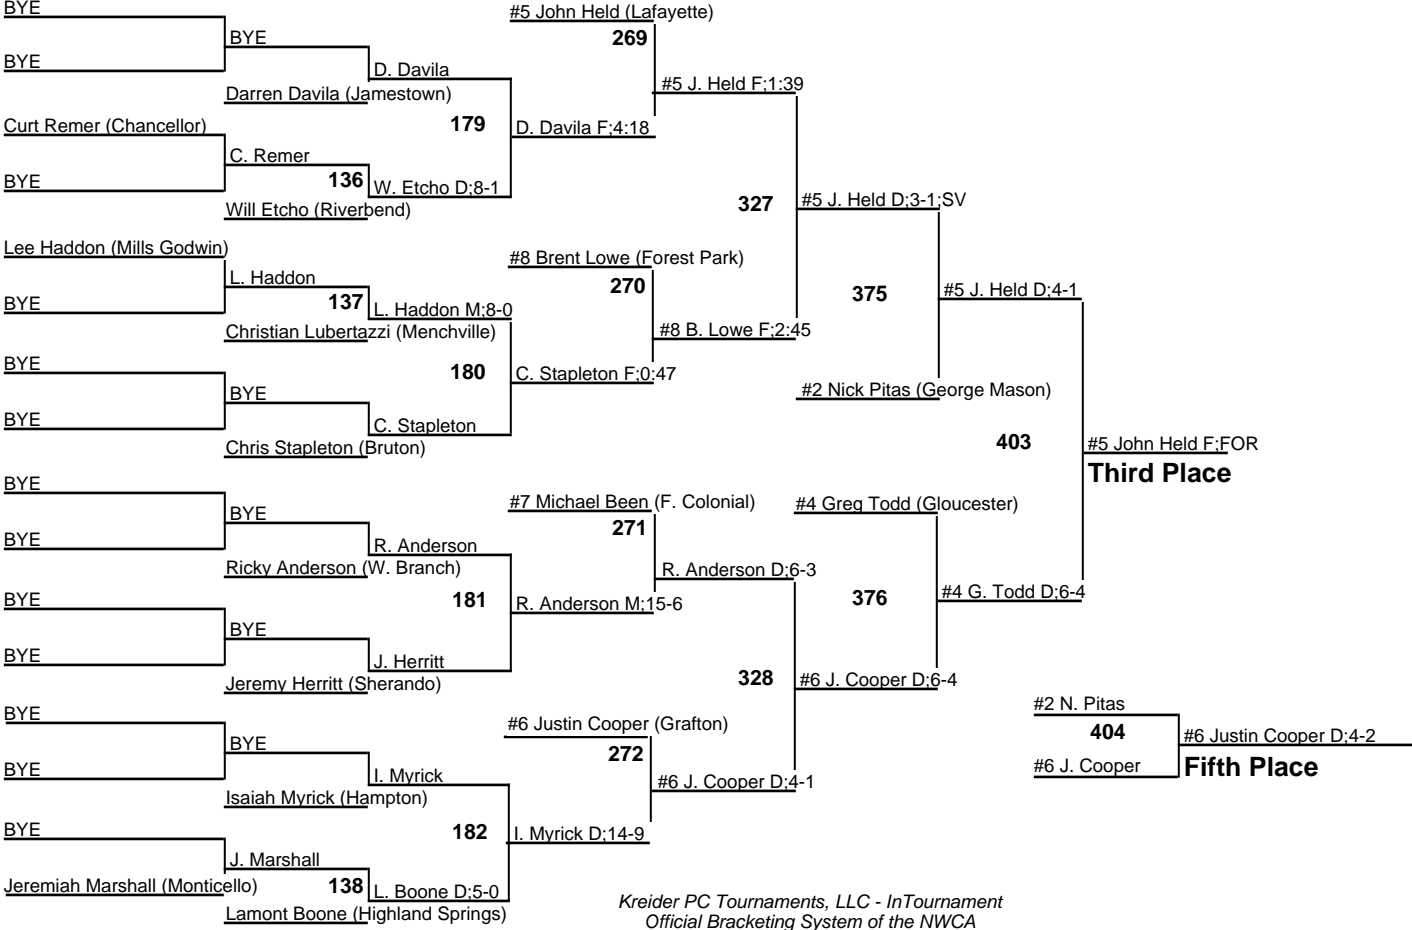 BYE
#5 John Held (Lafayette)
BYE
269
BYE
D. Davila
#5 J. Held F;1:39
Darren Davila (Jamestown)
179
Curt Remer (Chancellor)
D. Davila F;4:18
C. Remer
136
BYE
W. Etcho D;8-1
327
#5 J. Held D;3-1;SV
Will Etcho (Riverbend)
Lee Haddon (Mills Godwin)
#8 Brent Lowe (Forest Park)
L. Haddon
270
375
#5 J. Held D;4-1
BYE
137
L. Haddon M;8-0
Christian Lubertazzi (Menchville)
#8 B. Lowe F;2:45
BYE
180
C. Stapleton F;0:47
BYE
#2 Nick Pitas (George Mason)
BYE
C. Stapleton
403
#5 John Held F;FOR
Chris Stapleton (Bruton)
Third Place
BYE
#7 Michael Been (F. Colonial)
#4 Greg Todd (Gloucester)
BYE
271
BYE
R. Anderson
Ricky Anderson (W. Branch)
R. Anderson D;6-3
BYE
181
R. Anderson M;15-6
376
#4 G. Todd D;6-4
BYE
BYE
J. Herritt
328
#6 J. Cooper D;6-4
Jeremy Herritt (Sherando)
#2 N. Pitas
BYE
#6 Justin Cooper (Grafton)
404
#6 Justin Cooper D;4-2
BYE
272
BYE
I. Myrick
#6 J. Cooper D;4-1
#6 J. Cooper
Fifth Place
Isaiah Myrick (Hampton)
BYE
182
I. Myrick D;14-9
J. Marshall
Jeremiah Marshall (Monticello)
138
L. Boone D;5-0
Lamont Boone (Highland Springs)
Kreider PC Tournaments, LLC - InTournament
Official Bracketing System of the NWCA